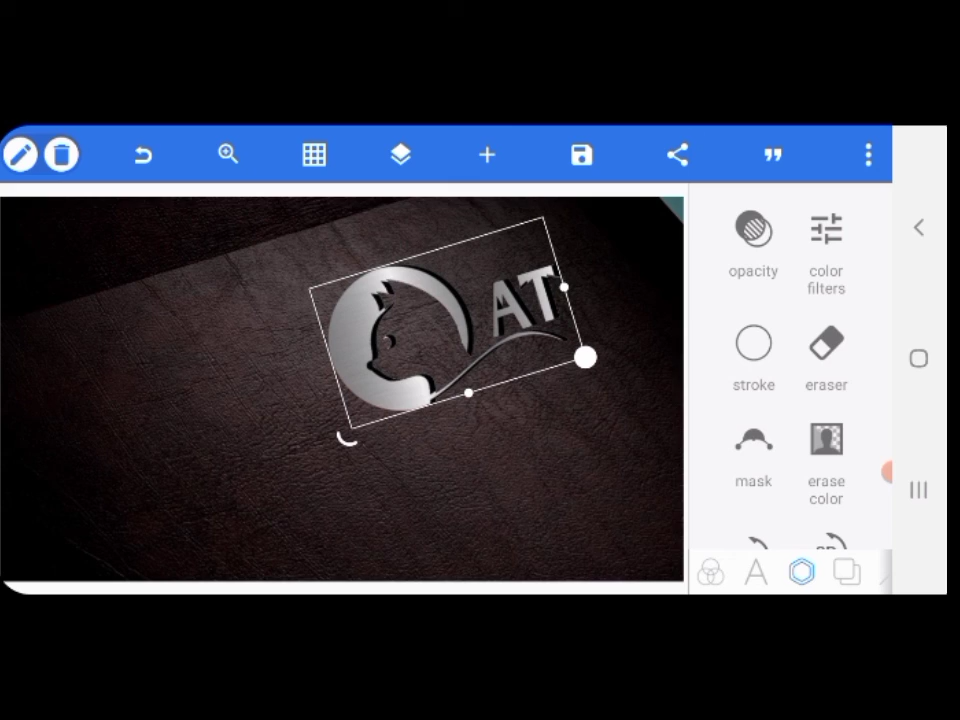 AT
opacity
color
filters
stroke
eraser
mask
erase
color